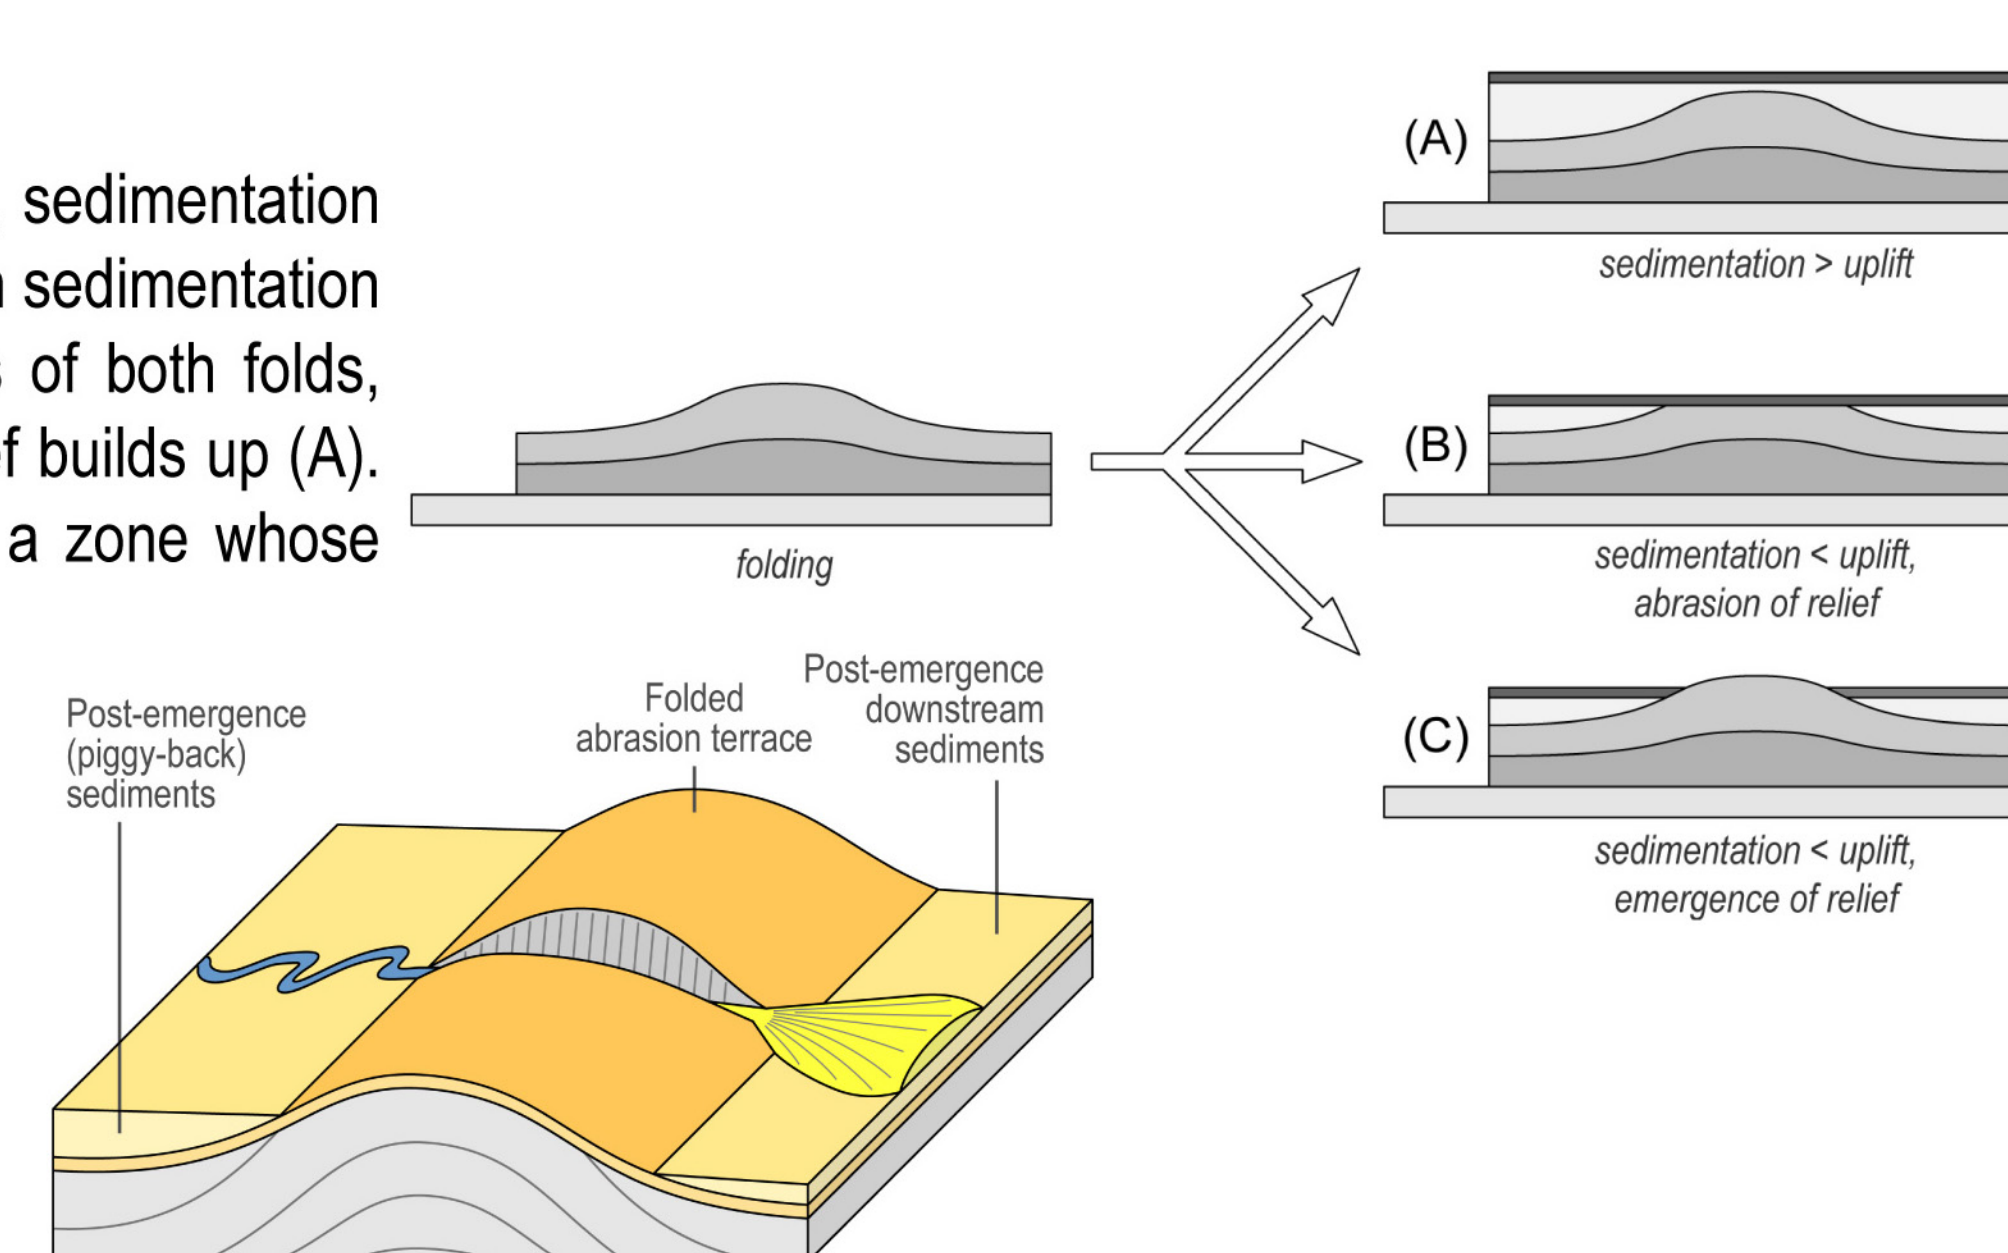 sedimentation
sedimentation
of both folds,
builds up (A).
a zone whose
folding
(A)
sedimentation > uplift
(B)
sedimentation < uplift,
abrasion of relief
(C)
sedimentation < uplift,
emergence of relief
Post-emergence
(piggy-back)
sediments
Folded
abrasion terrace
Post-emergence
downstream
sediments